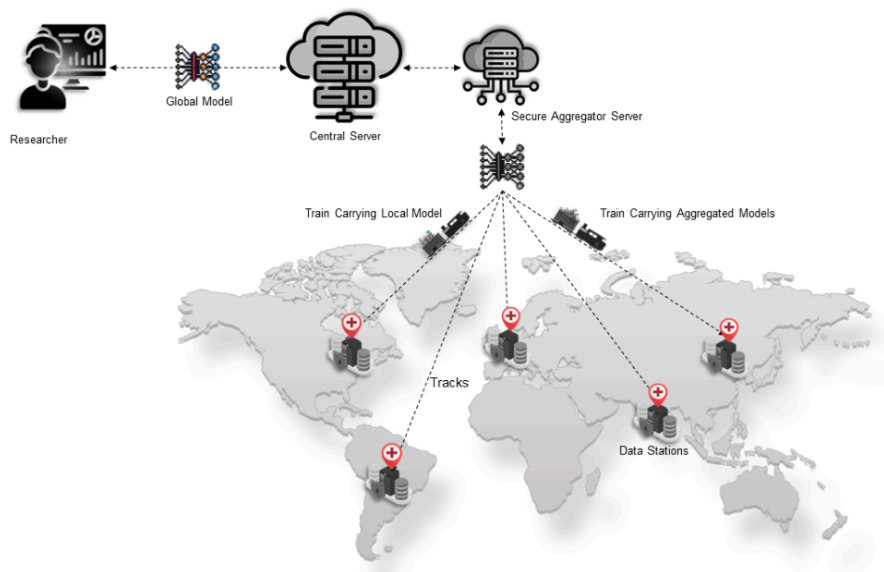 Global Model
Researcher
Central Server
Secure Aggregator Server
Train Carrying Local Model
Train Carrying Aggregated Models
Tracks
Data Stations